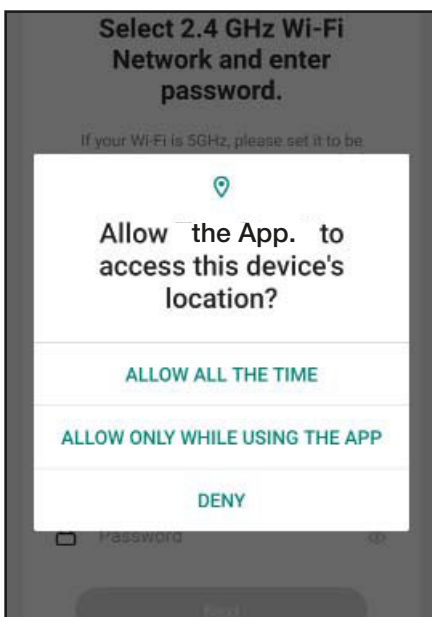 Select 2.4 GHz Wi-Fi
Network and enter
password.
If your Wi-Fi is 5GHz, please set it to be
Allow the App. to
access this device's
location?
ALLOW ALL THE TIME
ALLOW ONLY WHILE USING THE APP
DENY
Password
Next